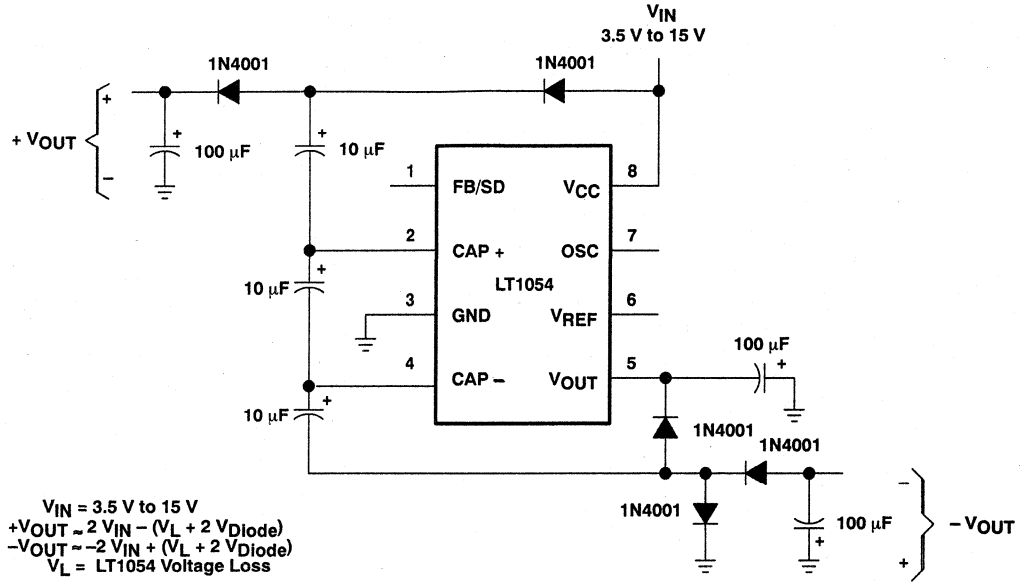 VIN
3.5 V to 15 V
1N4001
1N4001
+
+ VOUT
−
+
100 µF
+
10 µF
1
FB/SD
VCC
8
2
CAP +
OSC
7
+
10 µF
LT1054
3
GND
VREF
6
4
CAP −
VOUT
5
100 µF
+
+
10 µF
1N4001
1N4001
1N4001
100 µF
+
−
− VOUT
+
VIN = 3.5 V to 15 V
+VOUT ≈ 2 VIN − (VL + 2 VDiode)
−VOUT ≈ −2 VIN + (VL + 2 VDiode)
VL = LT1054 Voltage Loss